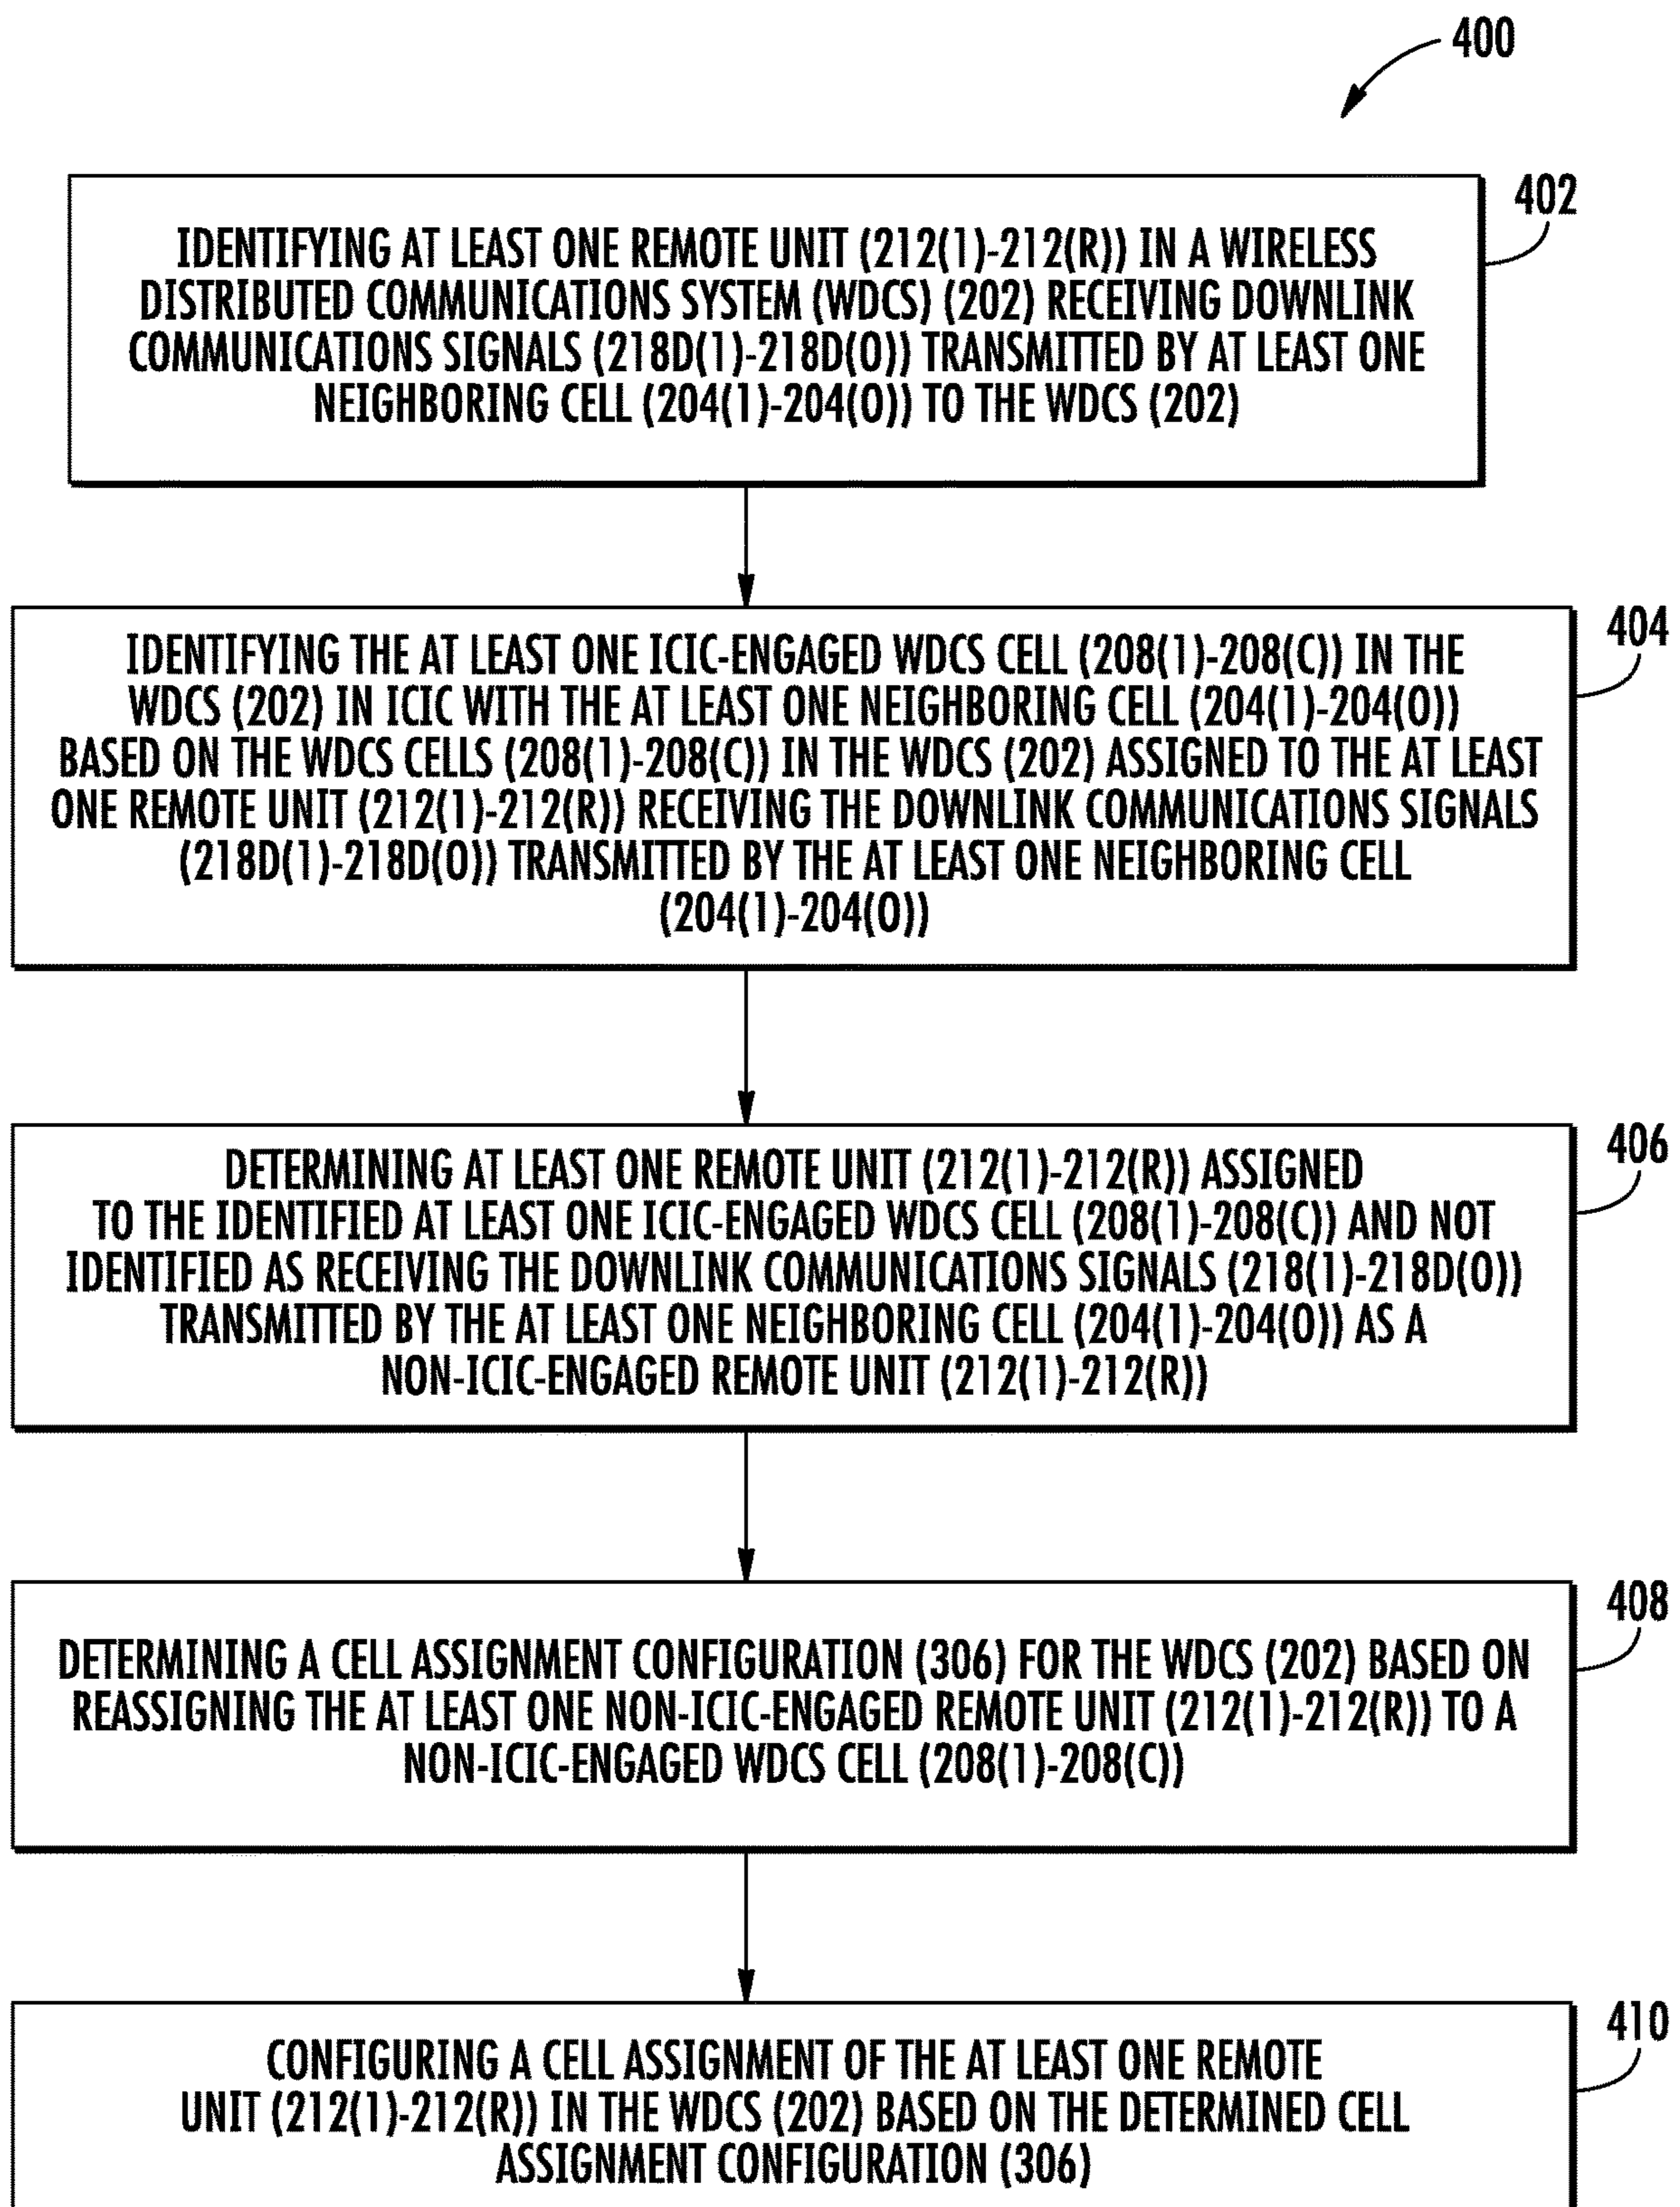 400
402
IDENTIFYING AT LEAST ONE REMOTE UNIT (212(1)-212(R)) IN A WIRELESS
DISTRIBUTED COMMUNICATIONS SYSTEM (WDCS) (202) RECEIVING DOWNLINK
COMMUNICATIONS SIGNALS (218D(1)-218D(O)) TRANSMITTED BY AT LEAST ONE
NEIGHBORING CELL (204(1)-204(O)) TO THE WDCS (202)
404
IDENTIFYING THE AT LEAST ONE ICIC-ENGAGED WDCS CELL (208(1)-208(C)) IN THE
WDCS (202) IN ICIC WITH THE AT LEAST ONE NEIGHBORING CELL (204(1)-204(O))
BASED ON THE WDCS CELLS (208(1)-208(C)) IN THE WDCS (202) ASSIGNED TO THE AT LEAST
ONE REMOTE UNIT (212(1)-212(R)) RECEIVING THE DOWNLINK COMMUNICATIONS SIGNALS
(218D(1)-218D(O)) TRANSMITTED BY THE AT LEAST ONE NEIGHBORING CELL
(204(1)-204(O))
406
DETERMINING AT LEAST ONE REMOTE UNIT (212(1)-212(R)) ASSIGNED
TO THE IDENTIFIED AT LEAST ONE ICIC-ENGAGED WDCS CELL (208(1)-208(C)) AND NOT
IDENTIFIED AS RECEIVING THE DOWNLINK COMMUNICATIONS SIGNALS (218(1)-218D(O))
TRANSMITTED BY THE AT LEAST ONE NEIGHBORING CELL (204(1)-204(O)) AS A
NON-ICIC-ENGAGED REMOTE UNIT (212(1)-212(R))
408
DETERMINING A CELL ASSIGNMENT CONFIGURATION (306) FOR THE WDCS (202) BASED ON
REASSIGNING THE AT LEAST ONE NON-ICIC-ENGAGED REMOTE UNIT (212(1)-212(R)) TO A
NON-ICIC-ENGAGED WDCS CELL (208(1)-208(C))
410
CONFIGURING A CELL ASSIGNMENT OF THE AT LEAST ONE REMOTE
UNIT (212(1)-212(R)) IN THE WDCS (202) BASED ON THE DETERMINED CELL
ASSIGNMENT CONFIGURATION (306)